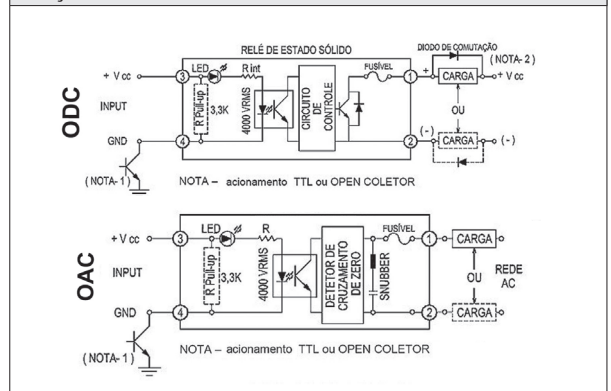 ODC
RELÉ DE ESTADO SÓLIDO
DIODO DE COMUTAÇÃO
(NOTA- 2)
LED
R int
FUSÍVEL
+ V cc
3
1
+
CARGA
+ V cc
INPUT
R Pull-up
3,3K
4000 VRMS
CIRCUITO
DE
CONTROLE
OU
GND
4
2
(-)
CARGA
(-)
(NOTA- 1)
NOTA – acionamento TTL ou OPEN COLETOR
OAC
LED
R
FUSÍVEL
+ V cc
3
1
CARGA
INPUT
R Pull-up
3,3K
4000 VRMS
DETETOR DE
CRUZAMENTO
DE ZERO
SNUBBER
OU
REDE
AC
GND
4
2
CARGA
(NOTA- 1)
NOTA – acionamento TTL ou OPEN COLETOR